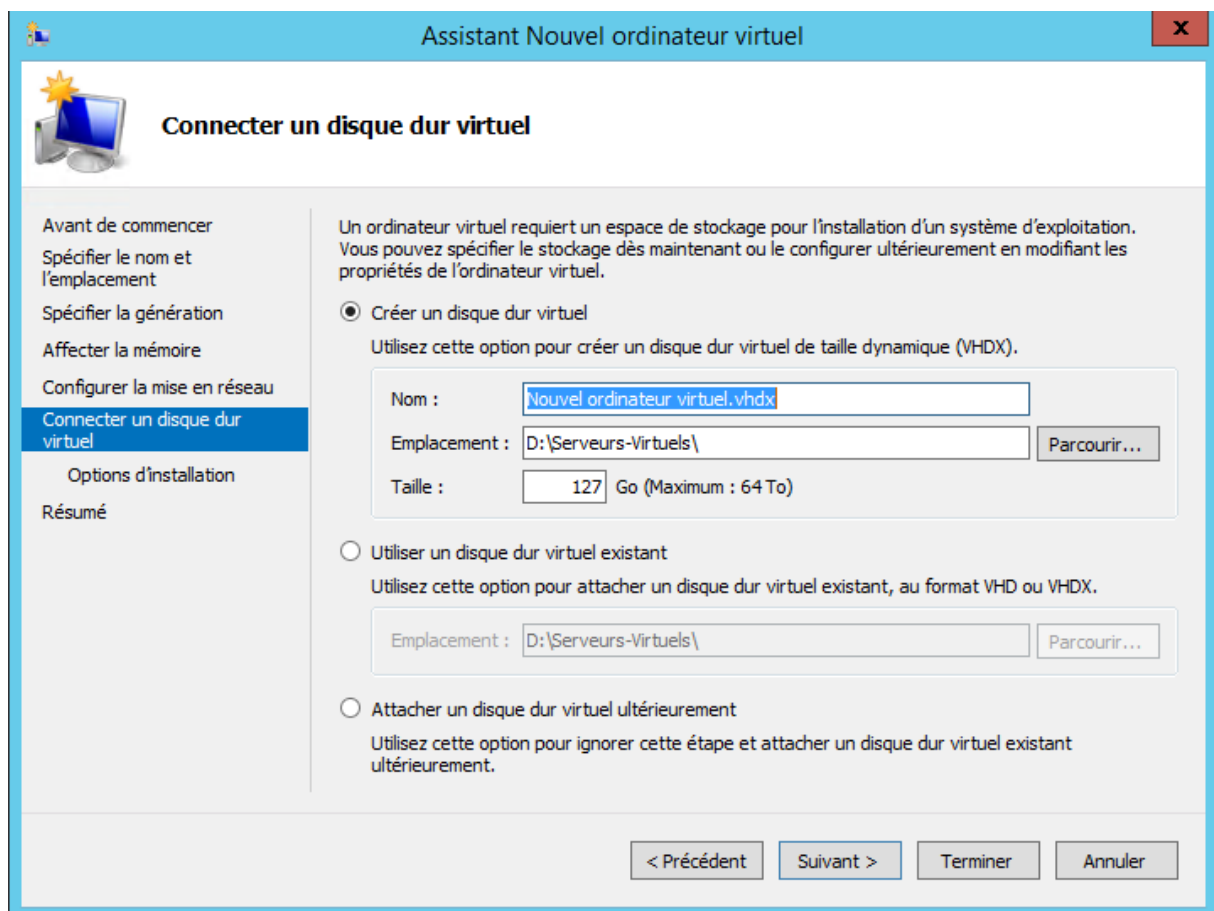 Assistant Nouvel ordinateur virtuel
x
Connecter un disque dur virtuel
Avant de commencer
Spécifier le nom et
l'emplacement
Spécifier la génération
Affecter la mémoire
Configurer la mise en réseau
Connecter un disque dur
virtuel
Options d'installation
Résumé
Un ordinateur virtuel requiert un espace de stockage pour l'installation d'un système d'exploitation.
Vous pouvez spécifier le stockage dès maintenant ou le configurer ultérieurement en modifiant les
propriétés de l'ordinateur virtuel.
Créer un disque dur virtuel
Utilisez cette option pour créer un disque dur virtuel de taille dynamique (VHDX).
Nom : Nouvel ordinateur virtuel.vhdx
Emplacement : D:\Serveurs-Virtuels\ Parcourir...
Taille : 127 Go (Maximum : 64 To)
Utiliser un disque dur virtuel existant
Utilisez cette option pour attacher un disque dur virtuel existant, au format VHD ou VHDX.
Emplacement : D:\Serveurs-Virtuels\ Parcourir...
Attacher un disque dur virtuel ultérieurement
Utilisez cette option pour ignorer cette étape et attacher un disque dur virtuel existant
ultérieurement.
< Précédent Suivant > Terminer Annuler